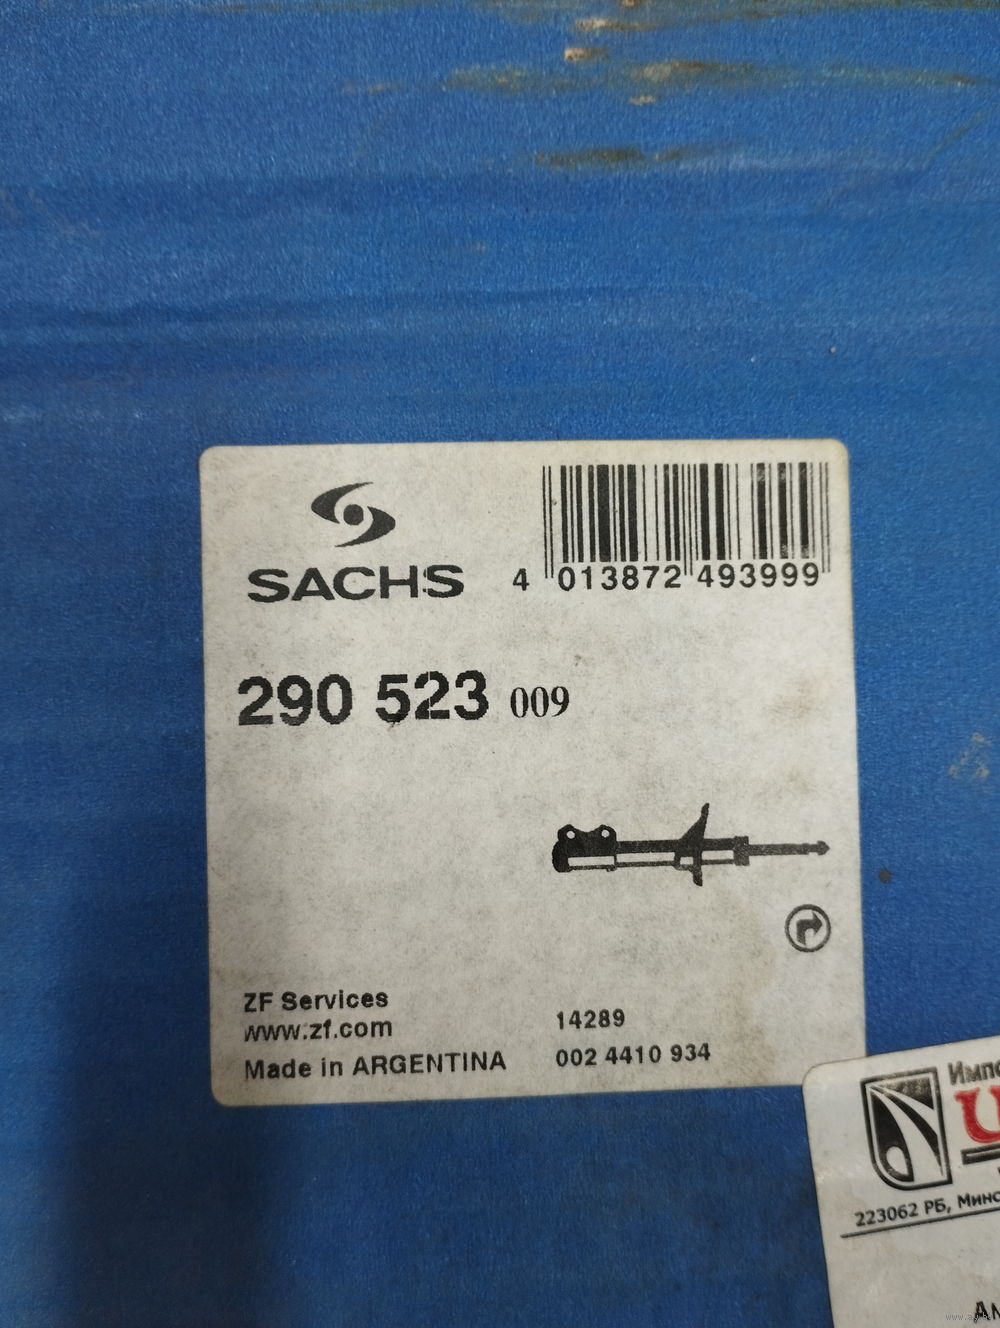 SACHS
4 013872 493999
290 523 009
ZF Services
www.zf.com
Made in ARGENTINA
14289
002 4410 934
223062 РБ,